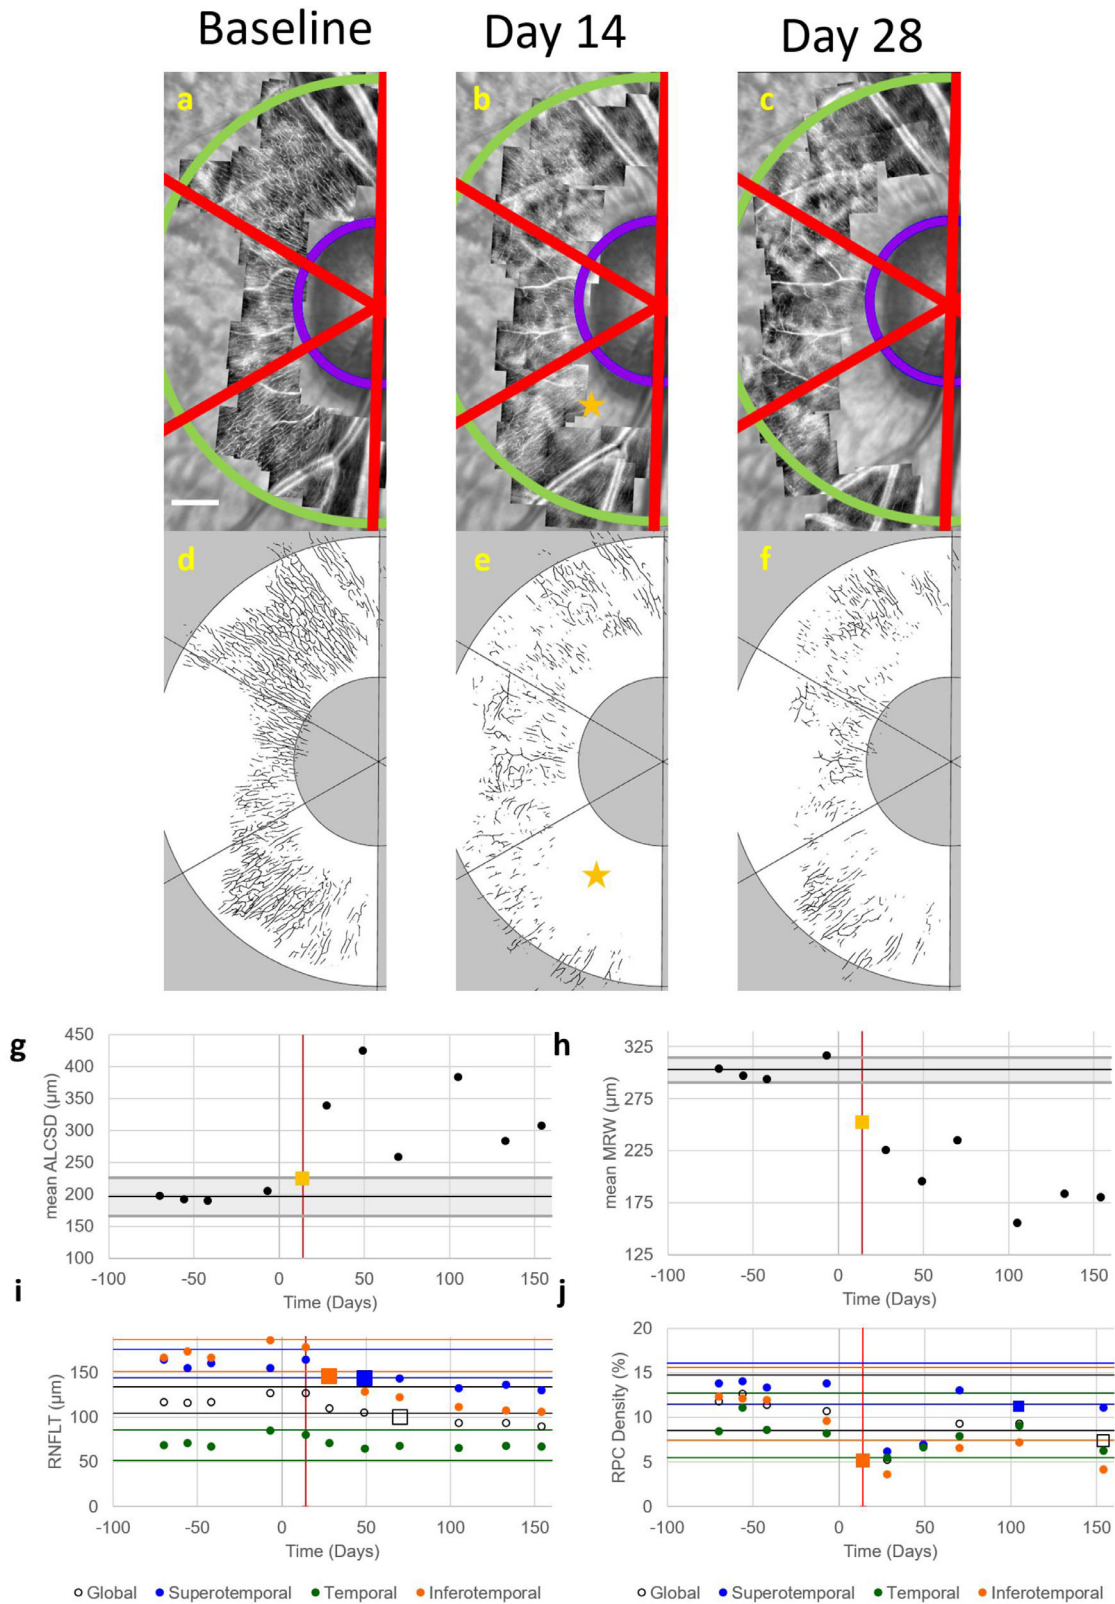 Baseline Day 14 Day 28
a b c
d e f
g h
450
400
350
300
250
200
150
100
mean ALCSD (µm)
-100 -50 0 50 100 150
Time (Days)
325
275
225
175
125
mean MRW (µm)
-100 -50 0 50 100 150
Time (Days)
i j
150
100
50
0
RNFLT (µm)
-100 -50 0 50 100 150
Time (Days)
20
15
10
5
0
RPC Density (%)
-100 -50 0 50 100 150
Time (Days)
Global Superotemporal Temporal Inferotemporal
Global Superotemporal Temporal Inferotemporal